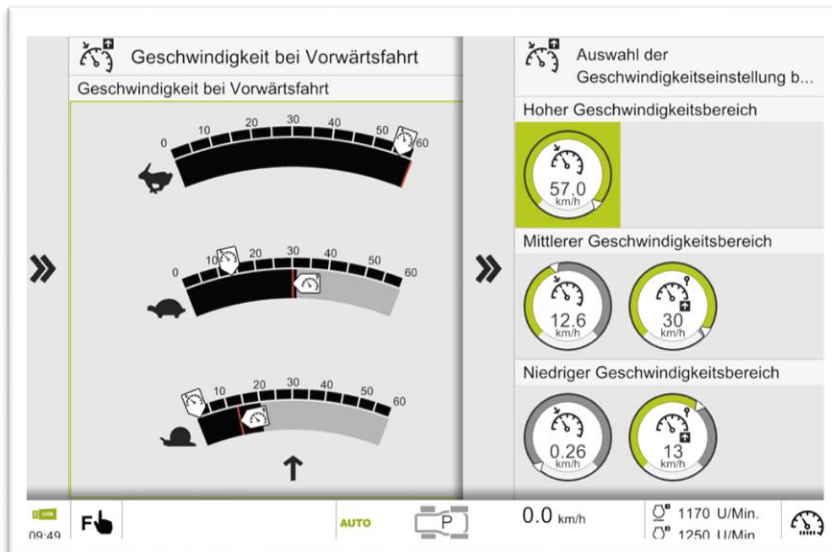 Geschwindigkeit bei Vorwärtsfahrt
Geschwindigkeit bei Vorwärtsfahrt
0 10 20 30 40 50 60
0 10 20 30 40 50 60
10 20 30 40 50 60
Auswahl der
Geschwindigkeitseinstellung b...
Hoher Geschwindigkeitsbereich
57.0
km/h
Mittlerer Geschwindigkeitsbereich
12.6 30
km/h km/h
Niedriger Geschwindigkeitsbereich
0.26 13
km/h km/h
USB
09:49
F
AUTO
P
0.0 km/h
1170 U/Min.
1250 U/Min.